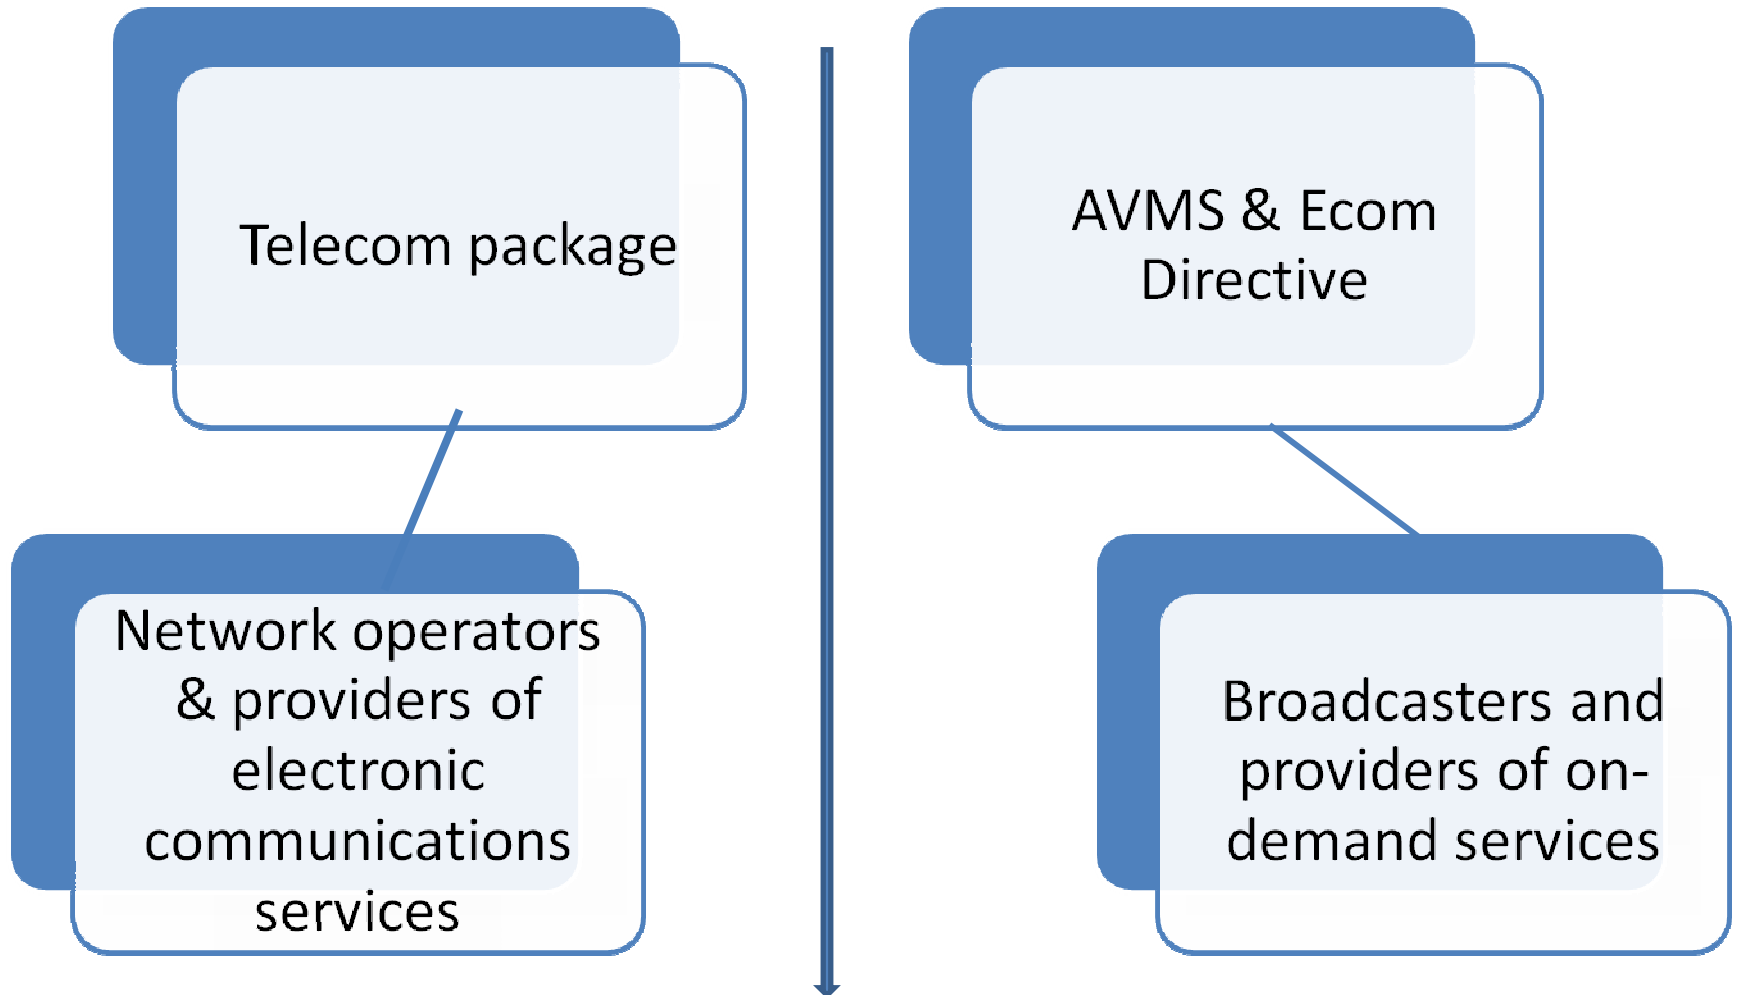 Telecom package
AVMS & Ecom
Directive
Network operators
& providers of
electronic
communications
services
Broadcasters and
providers of on-
demand services